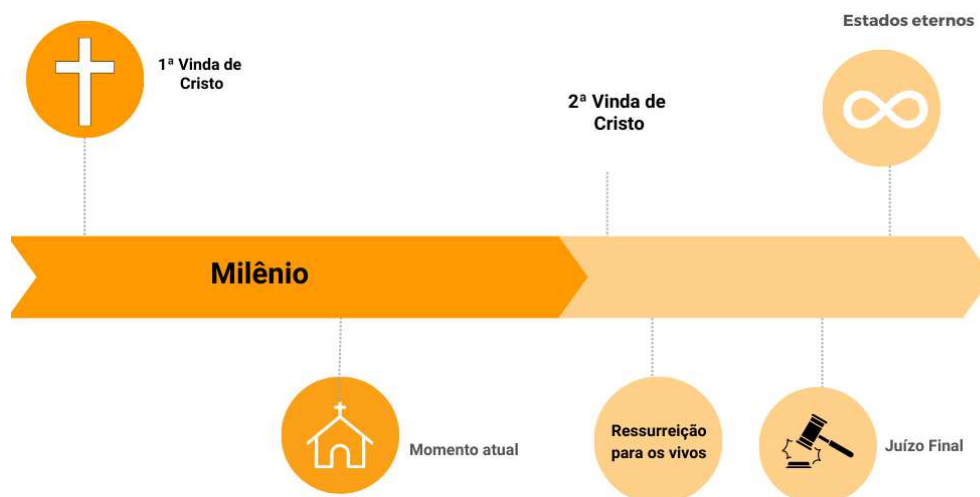 Estados eternos
1ª Vinda de
Cristo
2ª Vinda de
Cristo
Milênio
Momento atual
Ressurreição
para os vivos
Juízo Final